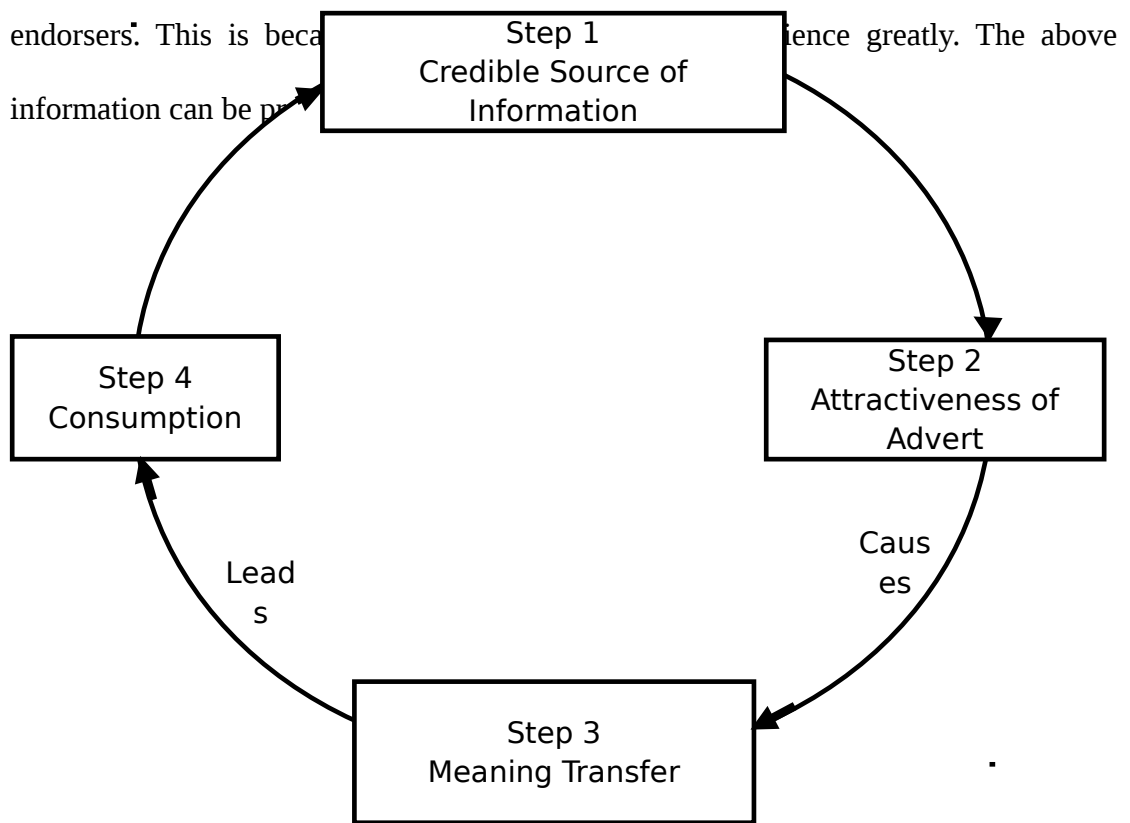 endorsers. This is beca ience greatly. The above
information can be pr
Step 1
Credible Source of
Information
Step 2
Attractiveness of
Advert
Step 4
Consumption
Caus
es
Lead
s
Step 3
Meaning Transfer